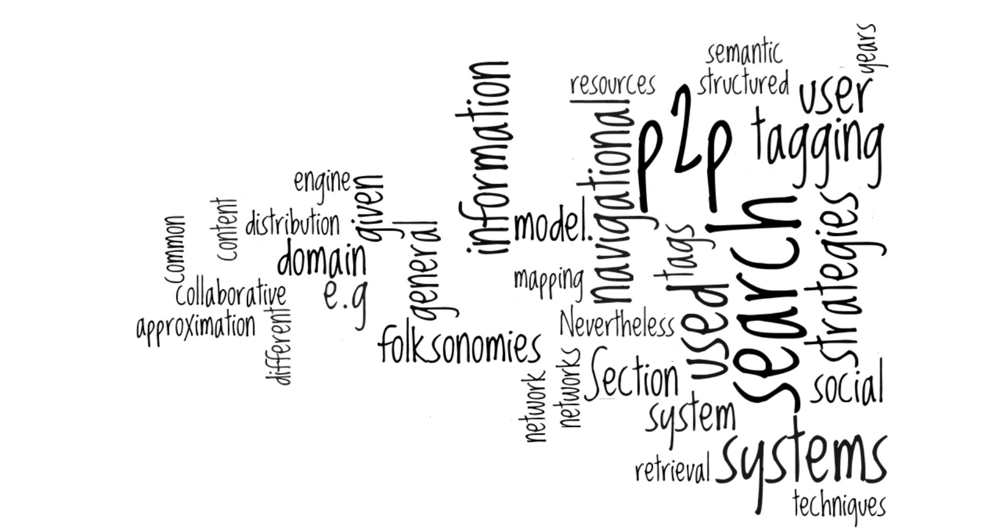 years
semantic
resources
structured
user
information
navigational
p2p
tagging
engine
given
content
distribution
model.
common
general
tags
search
strategies
domain
mapping
collaborative
e.g
used
approximation
different
Nevertheless
folksonomies
network
networks
Section
social
system
systems
retrieval
techniques